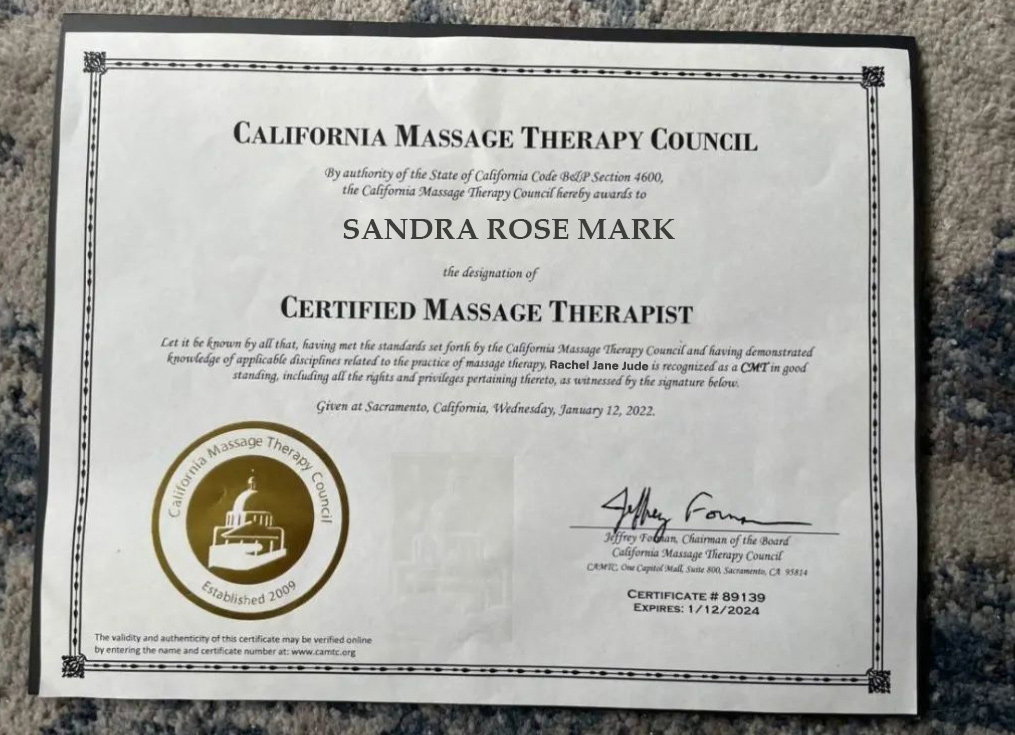 CALIFORNIA MASSAGE THERAPY COUNCIL
By authority of the State of California Code B&P Section 4600,
the California Massage Therapy Council hereby awards to
SANDRA ROSE MARK
the designation of
CERTIFIED MASSAGE THERAPIST
Let it be known by all that, having met the standards set forth by the California Massage Therapy Council and having demonstrated
knowledge of applicable disciplines related to the practice of massage therapy, Rachel Jane Jude is recognized as a CMT in good
standing, including all the rights and privileges pertaining thereto, as witnessed by the signature below.
Given at Sacramento, California, Wednesday, January 12, 2022.
California Massage Therapy Council
Established 2009
Jeffrey Forman
Jeffrey Forman, Chairman of the Board
California Massage Therapy Council
CAMTC, One Capitol Mall, Suite 800, Sacramento, CA 95814
CERTIFICATE # 89139
EXPIRES: 1/12/2024
The validity and authenticity of this certificate may be verified online
by entering the name and certificate number at: www.camtc.org